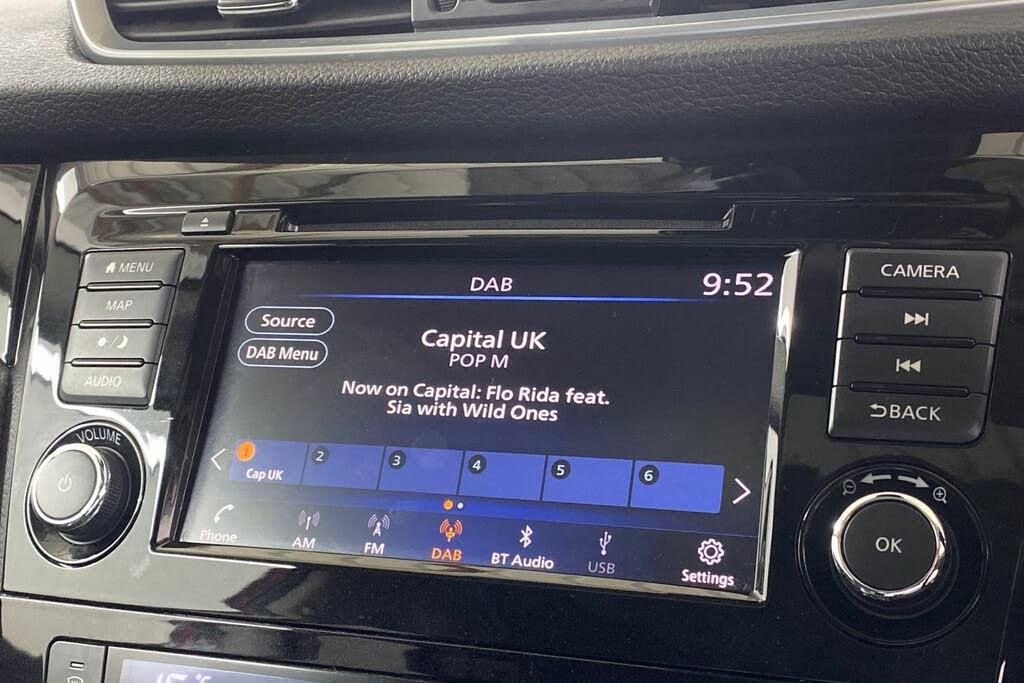 MENU
MAP
AUDIO
VOLUME
DAB
9:52
Source
DAB Menu
Capital UK
POP M
Now on Capital: Flo Rida feat.
Sia with Wild Ones
1
2
3
4
5
6
Cap UK
Phone
AM
FM
DAB
BT Audio
USB
Settings
CAMERA
BACK
OK